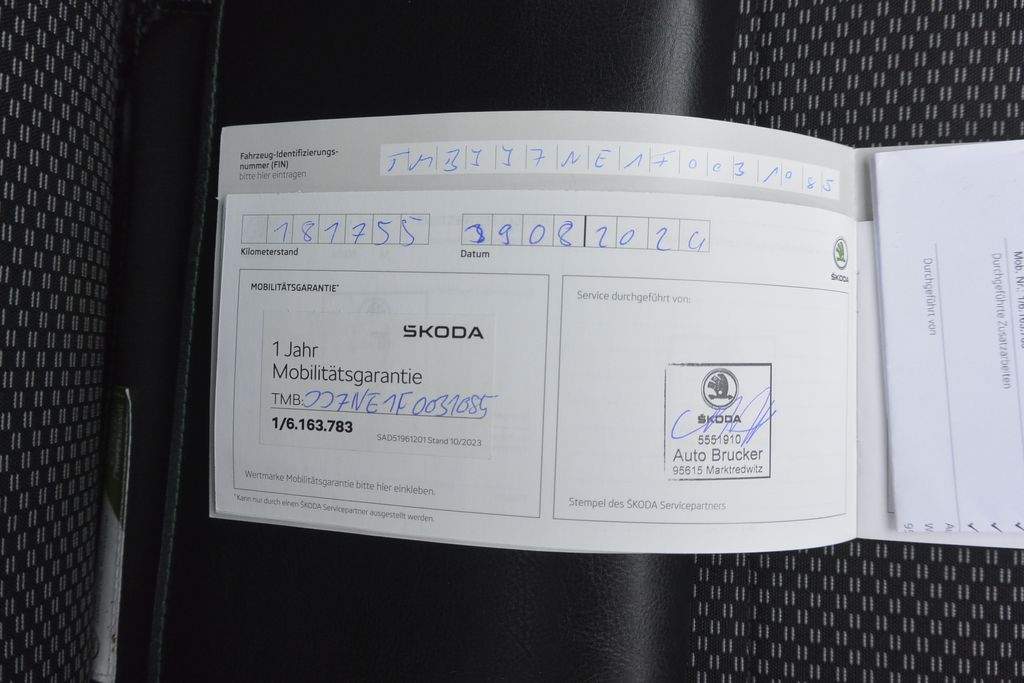 Fahrzeug-Identifizierungs-
nummer (FIN)
bitte hier eintragen
TMBJJ7NE1F0031085
181755
Kilometerstand
19082024
Datum
ŠKODA
MOBILITÄTSGARANTIE*
ŠKODA
1 Jahr
Mobilitätsgarantie
TMB:JJ7NE1F0031085
1/6.163.783
SAD51961201 Stand 10/2023
Wertmarke Mobilitätsgarantie bitte hier einkleben.
*Kann nur durch einen ŠKODA Servicepartner ausgestellt werden.
Service durchgeführt von:
ŠKODA
5551910
Auto Brucker
95615 Marktredwitz
Stempel des ŠKODA Servicepartners
Durchgeführte Zusatzarbeiten
Durchgeführt von